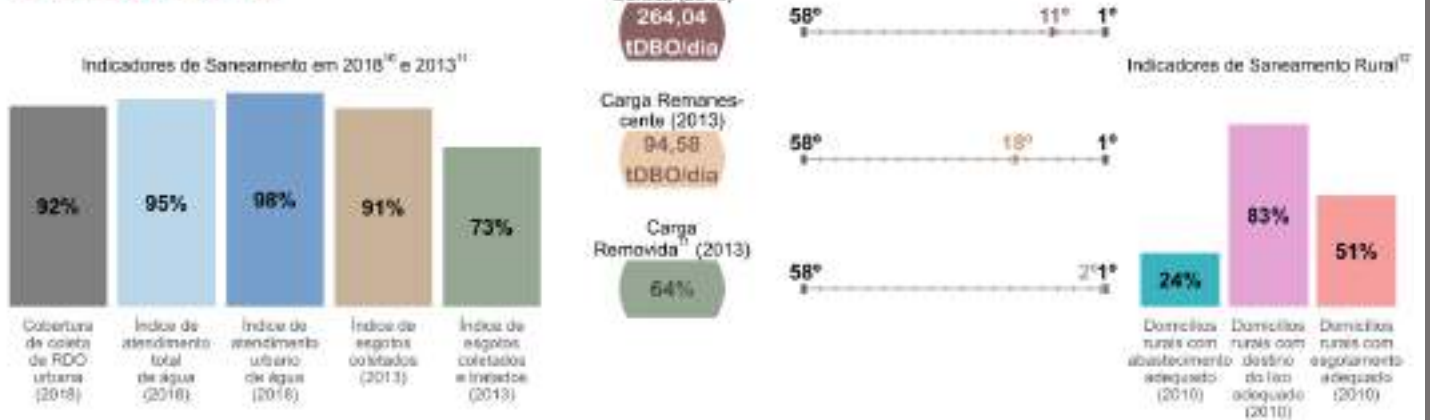 Indicadores de Saneamento em 2018¹⁰ e 2013¹¹
92%
95%
98%
91%
73%
Cobertura
de coleta
de RDO
urbana
(2018)
Índice de
atendimento
total
de água
(2018)
Índice de
atendimento
urbano
de água
(2018)
Índice de
esgotos
coletados
(2013)
Índice de
esgotos
coletados
e tratados
(2013)
264,04
tDBO/dia
58º
11º
1º
Carga Remanes-
cente (2013)
94,58
tDBO/dia
58º
18º
1º
Carga
Removida¹¹ (2013)
64%
58º
2º
1º
Indicadores de Saneamento Rural¹²
24%
83%
51%
Domicílios
rurais com
abastecimento
adequado
(2010)
Domicílios
rurais com
destino
do lixo
adequado
(2010)
Domicílios
rurais com
esgotamento
adequado
(2010)